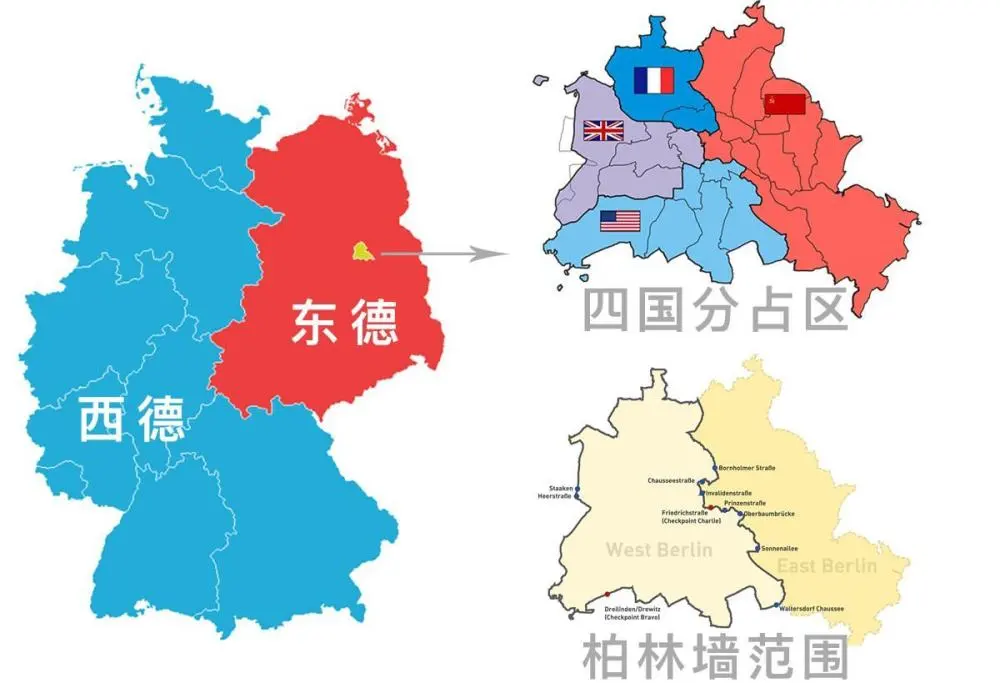 东德
西德
四国分占区
Bornholmer Straße
Chausseestraße
Staaken
Heerstraße
Invalidenstraße
Prinzenstraße
Friedrichstraße
(Checkpoint Charlie)
Oberbaumbrücke
West Berlin
Sonnenallee
East Berlin
Dreilinden/Drewitz
(Checkpoint Bravo)
Waltersdorf Chaussee
柏林墙范围